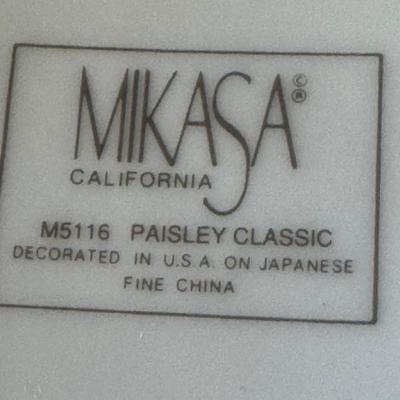 MIKASA © ®
CALIFORNIA
M5116 PAISLEY CLASSIC
DECORATED IN U.S.A. ON JAPANESE
FINE CHINA